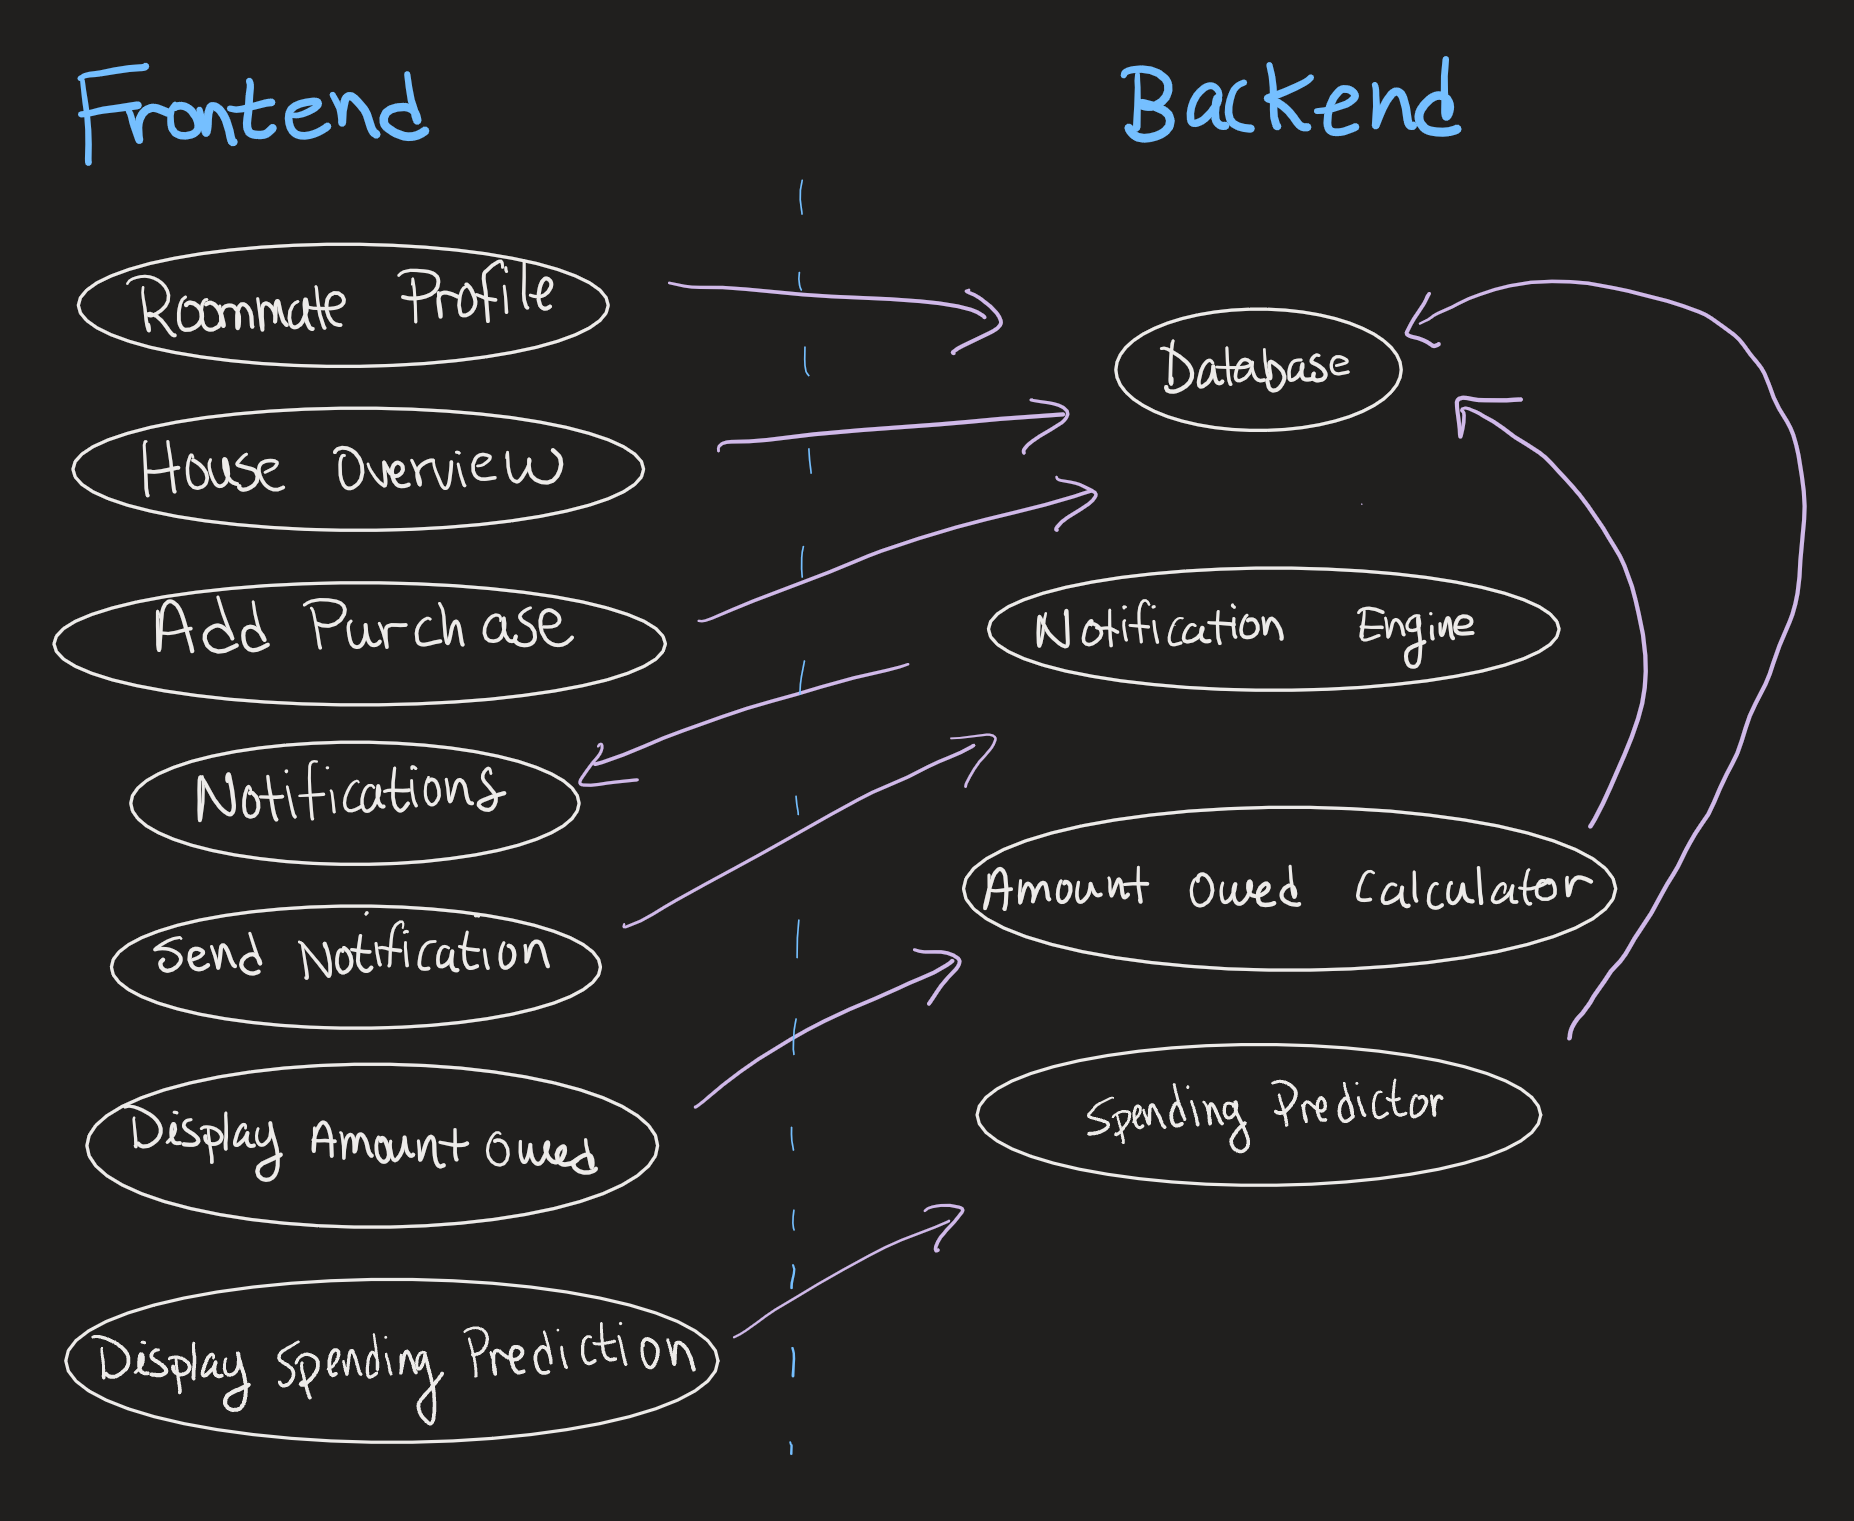 Frontend
Backend
Roommate Profile
Database
House Overview
Add Purchase
Notification Engine
Notifications
Amount Owed Calculator
Send Notification
Display Amount Owed
Spending Predictor
Display Spending Prediction